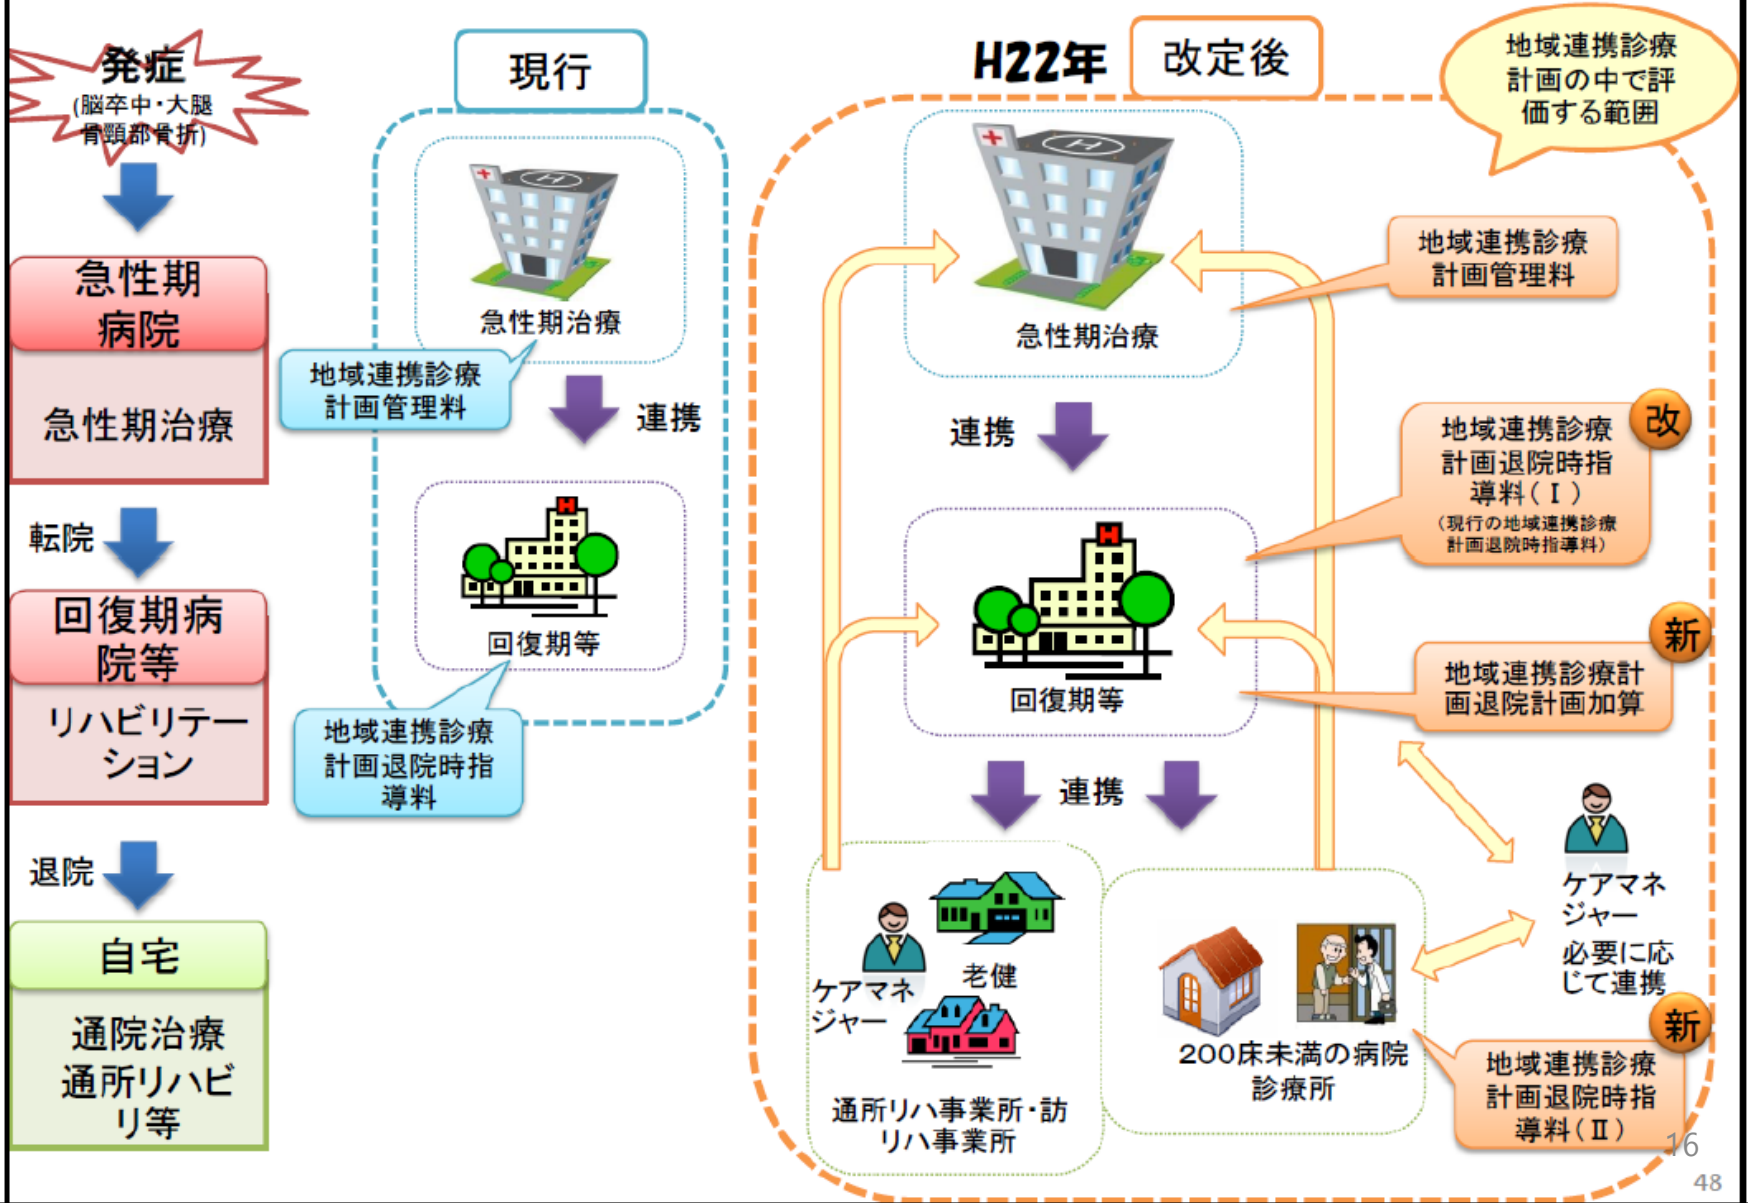 発症
(脳卒中・大腿
骨頸部骨折)
急性期
病院
急性期治療
転院
回復期病
院等
リハビリテー
ション
退院
自宅
通院治療
通所リハビ
リ等
現行
急性期治療
地域連携診療
計画管理料
連携
回復期等
地域連携診療
計画退院時指
導料
H22年
改定後
地域連携診療
計画の中で評
価する範囲
急性期治療
地域連携診療
計画管理料
連携
改
地域連携診療
計画退院時指
導料(Ⅰ)
(現行の地域連携診療
計画退院時指導料)
H
回復期等
新
地域連携診療計
画退院計画加算
連携
ケアマネ
ジャー
老健
通所リハ事業所・訪
リハ事業所
200床未満の病院
診療所
ケアマネ
ジャー
必要に応
じて連携
新
地域連携診療
計画退院時指
導料(Ⅱ)
16
48